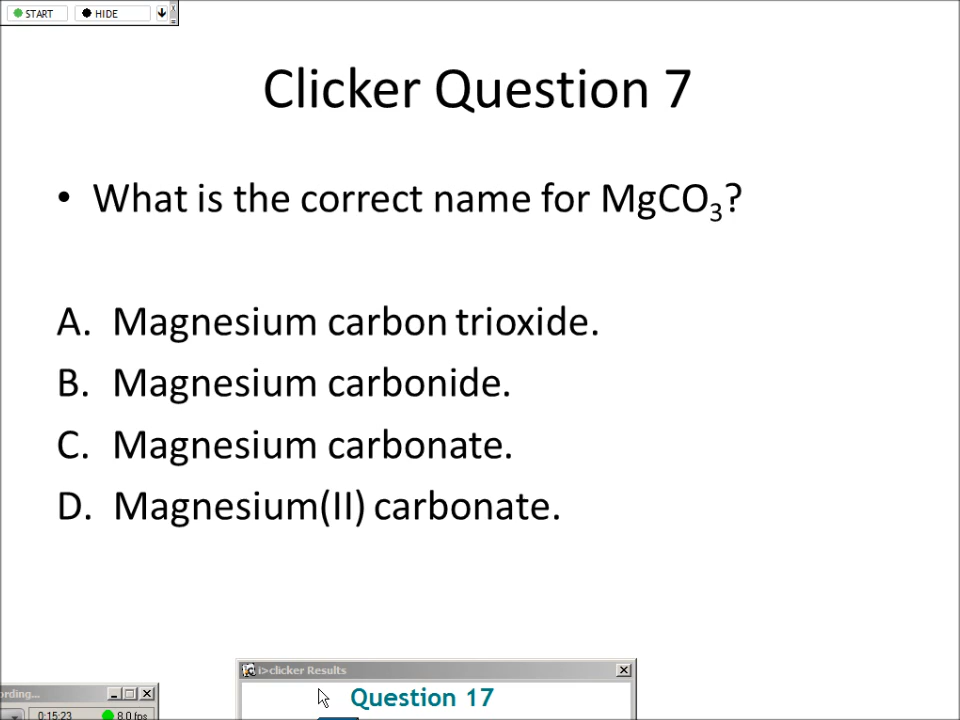 START HIDE
Clicker Question 7
• What is the correct name for MgCO₃?
A. Magnesium carbon trioxide.
B. Magnesium carbonide.
C. Magnesium carbonate.
D. Magnesium(II) carbonate.
i>clicker Results
Question 17
ording...
0:15:23 8.0 fps